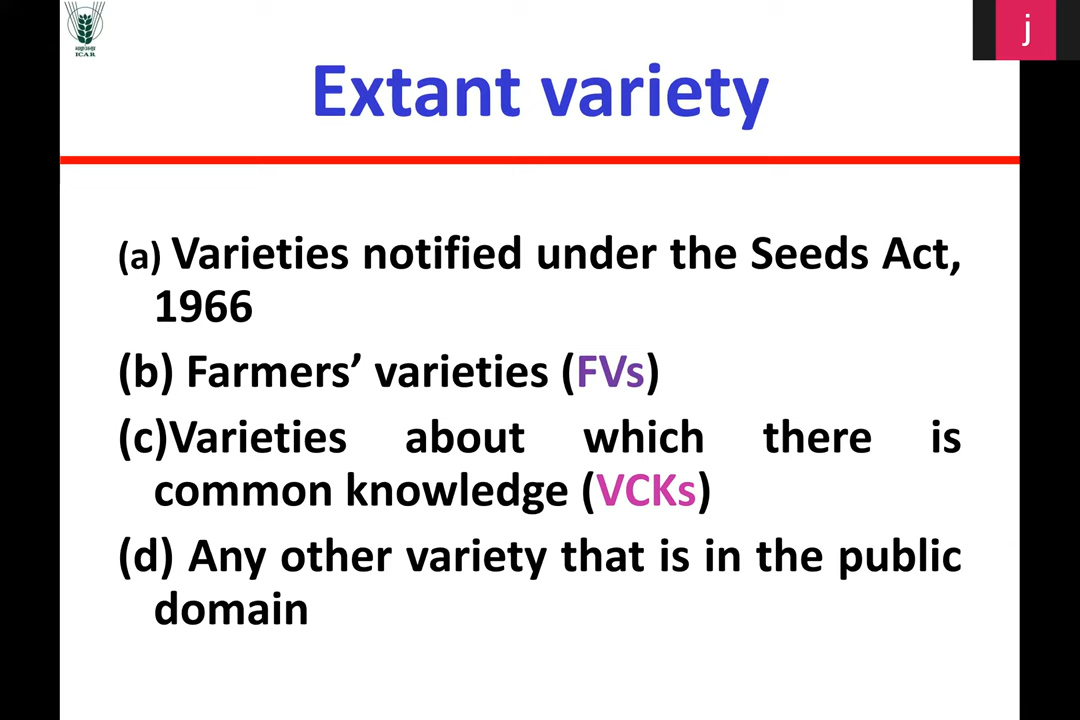 ICAR
j
Extant variety
(a) Varieties notified under the Seeds Act,
1966
(b) Farmers’ varieties (FVs)
(c)Varieties about which there is
common knowledge (VCKs)
(d) Any other variety that is in the public
domain